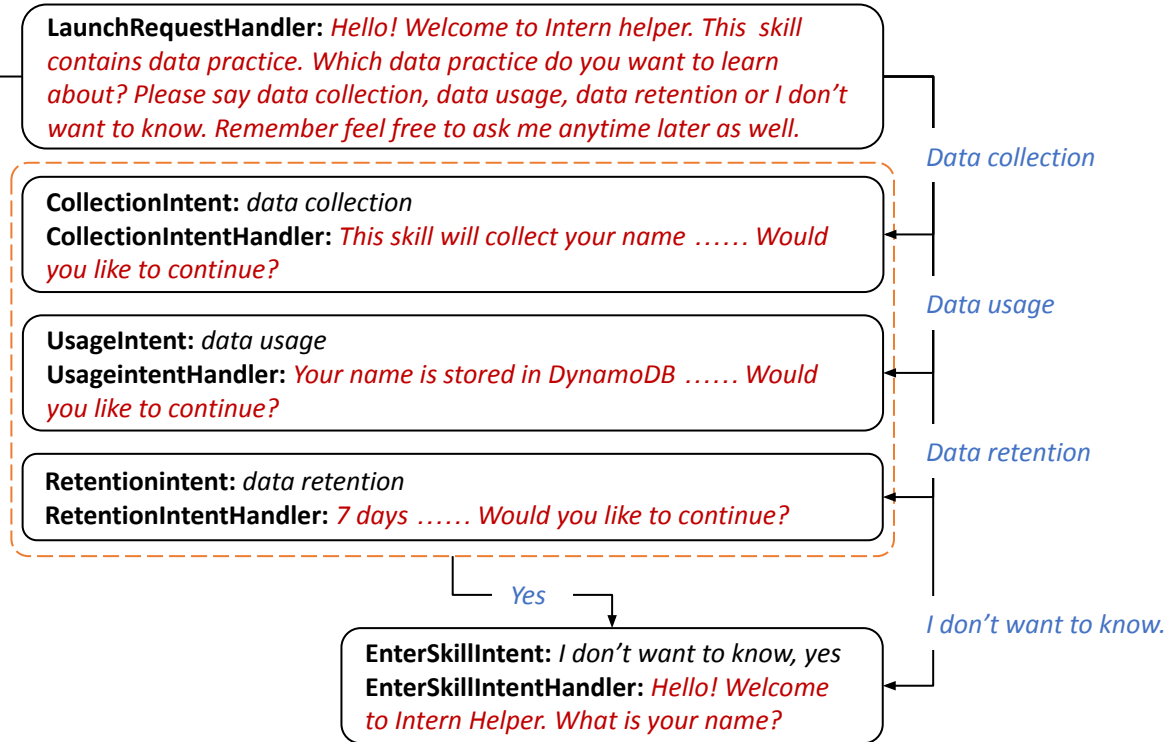 LaunchRequestHandler: Hello! Welcome to Intern helper. This skill
contains data practice. Which data practice do you want to learn
about? Please say data collection, data usage, data retention or I don't
want to know. Remember feel free to ask me anytime later as well.
Data collection
CollectionIntent: data collection
CollectionIntentHandler: This skill will collect your name …… Would
you like to continue?
Data usage
UsageIntent: data usage
UsageintentHandler: Your name is stored in DynamoDB …… Would
you like to continue?
Data retention
Retentionintent: data retention
RetentionIntentHandler: 7 days …… Would you like to continue?
Yes
I don't want to know.
EnterSkillIntent: I don't want to know, yes
EnterSkillIntentHandler: Hello! Welcome
to Intern Helper. What is your name?